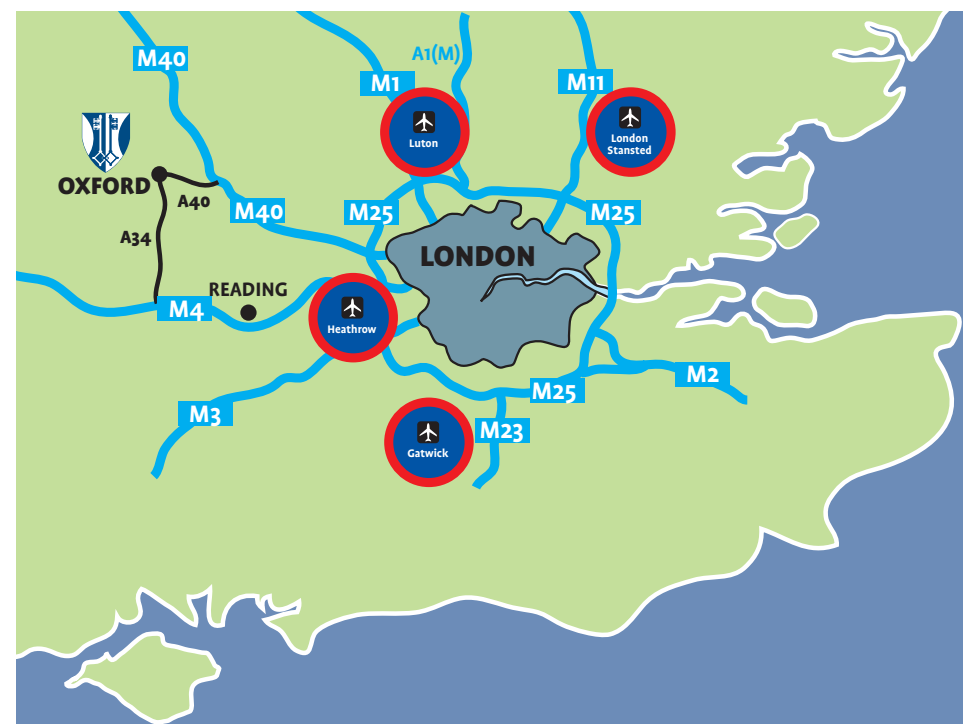 M40
A1(M)
M1
M11
Luton
London
Stansted
OXFORD
A40
M40
M25
M25
A34
LONDON
READING
M4
Heathrow
M2
M25
M3
M23
Gatwick